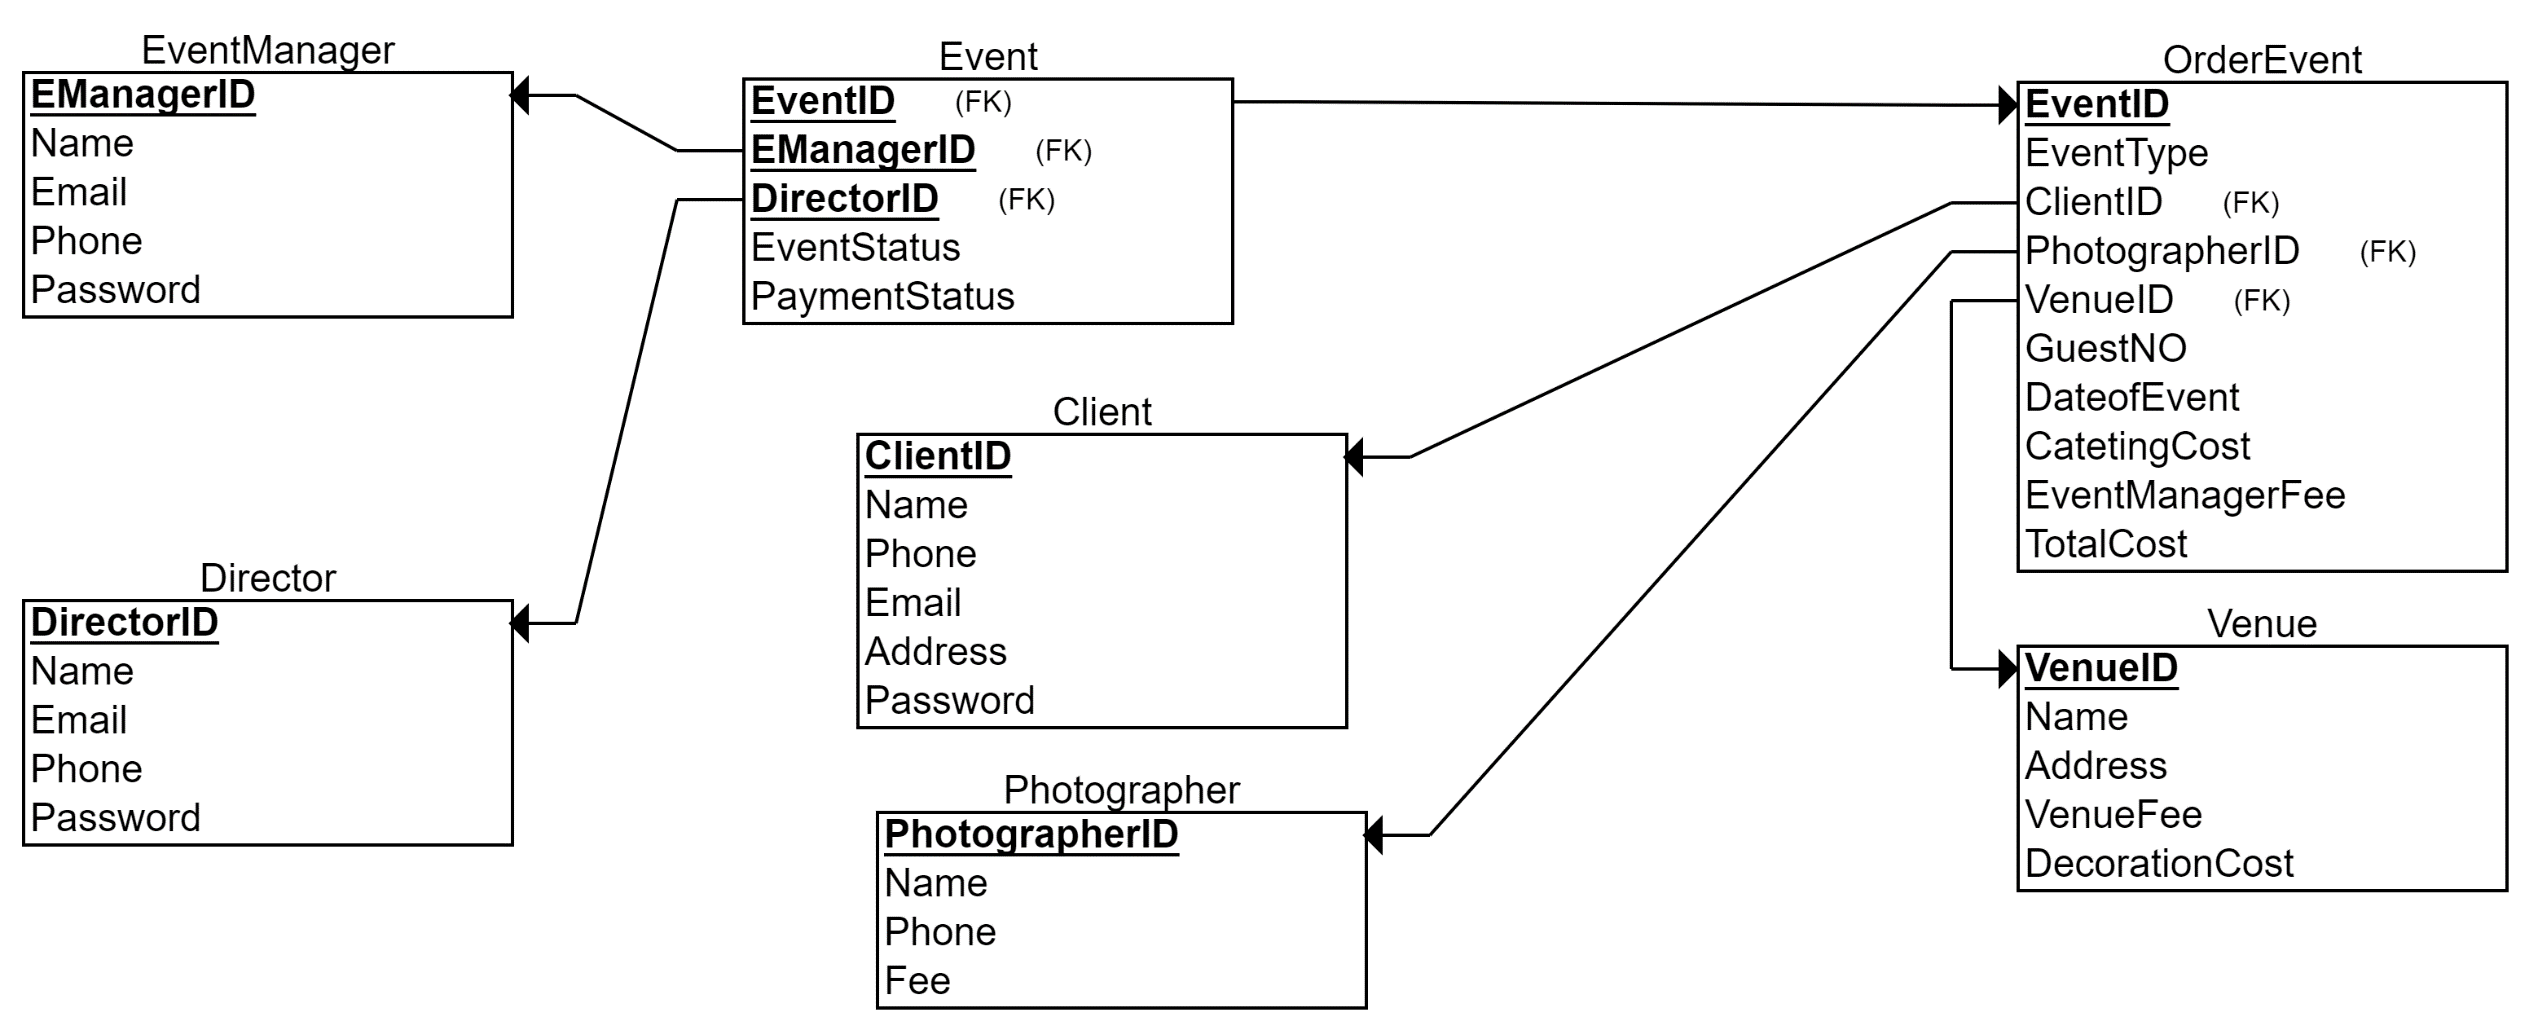 EventManager
EManagerID
Name
Email
Phone
Password
Event
EventID (FK)
EManagerID (FK)
DirectorID (FK)
EventStatus
PaymentStatus
OrderEvent
EventID
EventType
ClientID (FK)
PhotographerID (FK)
VenueID (FK)
GuestNO
DateofEvent
CatetingCost
EventManagerFee
TotalCost
Client
ClientID
Name
Phone
Email
Address
Password
Director
DirectorID
Name
Email
Phone
Password
Venue
VenueID
Name
Address
VenueFee
DecorationCost
Photographer
PhotographerID
Name
Phone
Fee